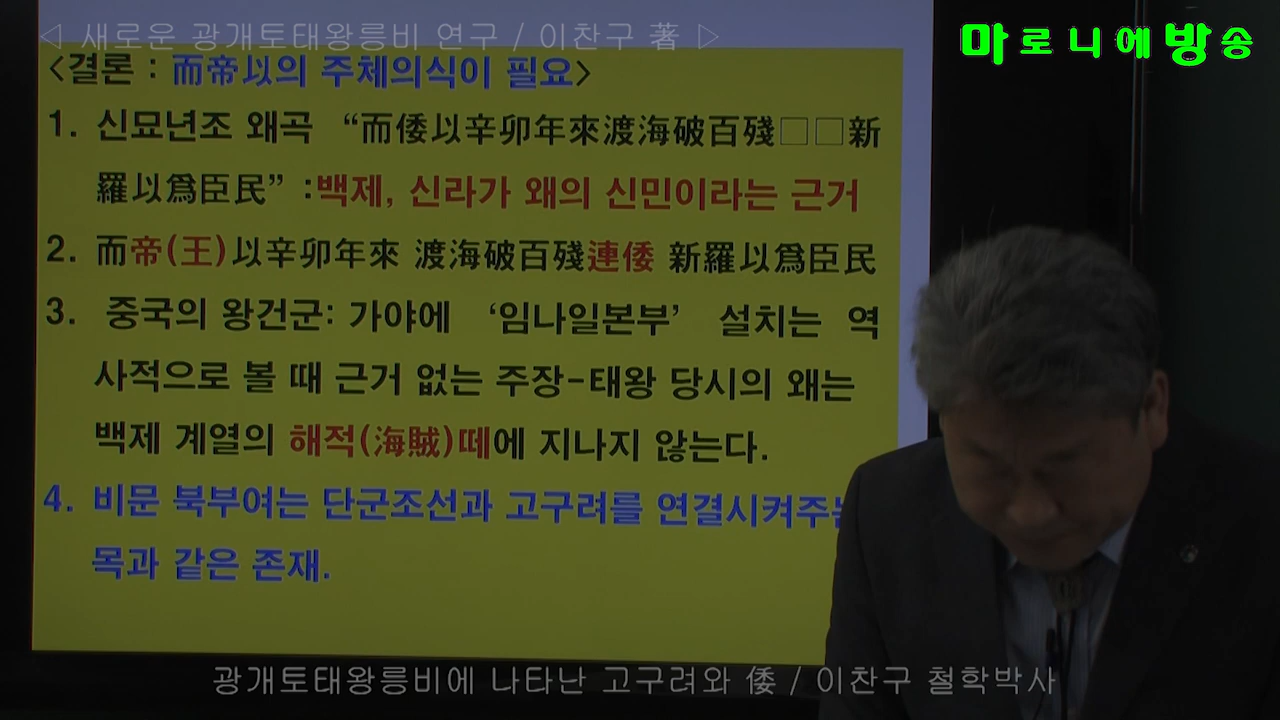 ◁ 새로운 광개토태왕릉비 연구 / 이찬구 著 ▷
마로니에방송
<결론 : 而帝以의 주체의식이 필요>
1. 신묘년조 왜곡 “而倭以辛卯年來渡海破百殘□□新
羅以爲臣民” :백제, 신라가 왜의 신민이라는 근거
2. 而帝(王)以辛卯年來 渡海破百殘連倭 新羅以爲臣民
3. 중국의 왕건군: 가야에 ‘임나일본부’ 설치는 역
사적으로 볼 때 근거 없는 주장-태왕 당시의 왜는
백제 계열의 해적(海賊)떼에 지나지 않는다.
4. 비문 북부여는 단군조선과 고구려를 연결시켜주는
목과 같은 존재.
광개토태왕릉비에 나타난 고구려와 倭 / 이찬구 철학박사